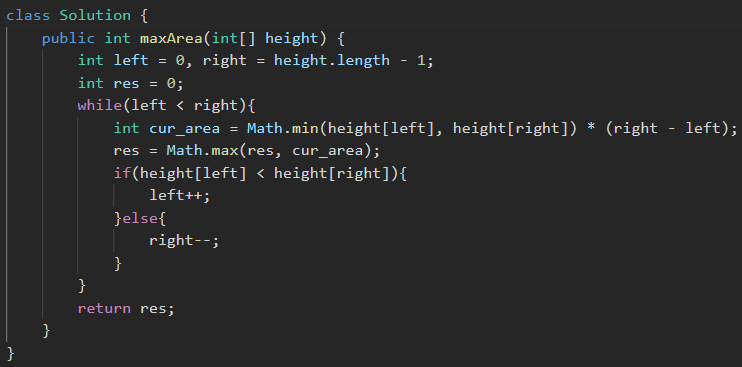 class Solution {
    public int maxArea(int[] height) {
        int left = 0, right = height.length - 1;
        int res = 0;
        while(left < right){
            int cur_area = Math.min(height[left], height[right]) * (right - left);
            res = Math.max(res, cur_area);
            if(height[left] < height[right]){
                left++;
            }else{
                right--;
            }
        }
        return res;
    }
}